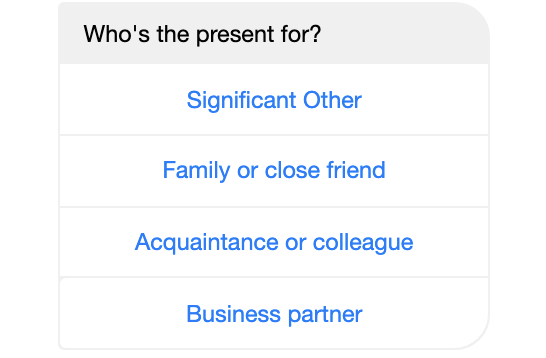 Who's the present for?
Significant Other
Family or close friend
Acquaintance or colleague
Business partner